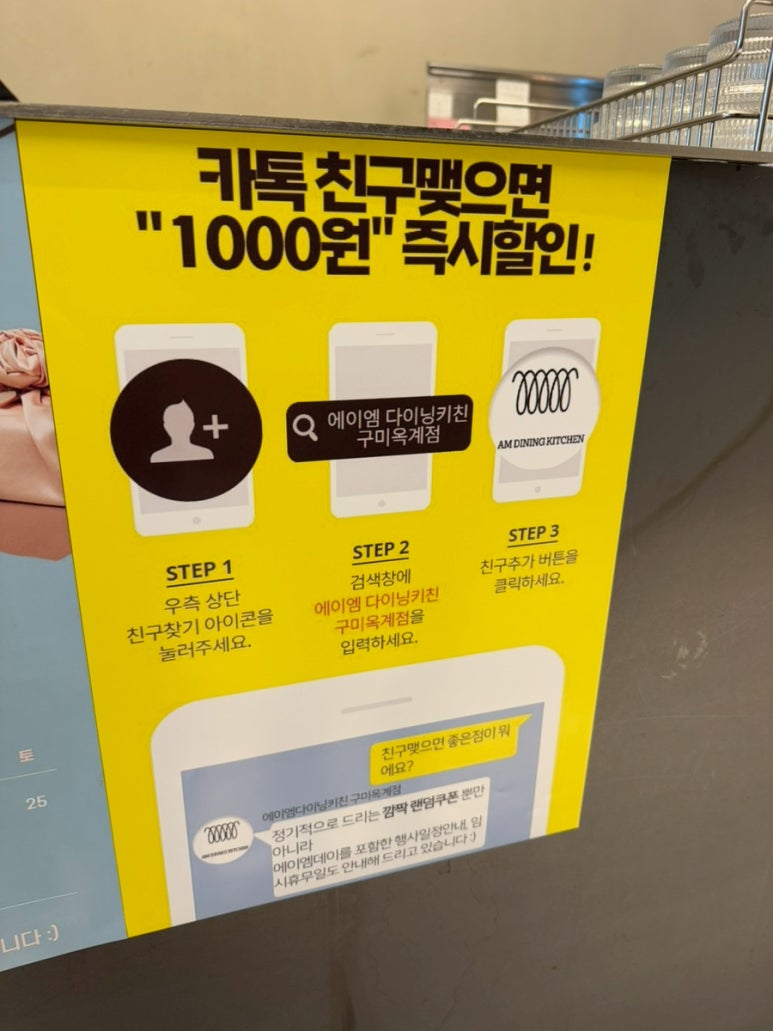 카톡 친구맺으면
"1000원" 즉시할인!
에이엠 다이닝키친
구미옥계점
AM DINING KITCHEN
STEP 1
우측 상단
친구찾기 아이콘을
눌러주세요.
STEP 2
검색창에
에이엠 다이닝키친
구미옥계점을
입력하세요.
STEP 3
친구추가 버튼을
클릭하세요.
친구맺으면 좋은점이 뭐
에요?
에이엠다이닝키친 구미옥계점
AM DINING KITCHEN
정기적으로 드리는 깜짝 랜덤쿠폰 뿐만
아니라
에이엠데이를 포함한 행사일정안내, 임
시휴무일도 안내해 드리고 있습니다 :)
토
25
니다 :)